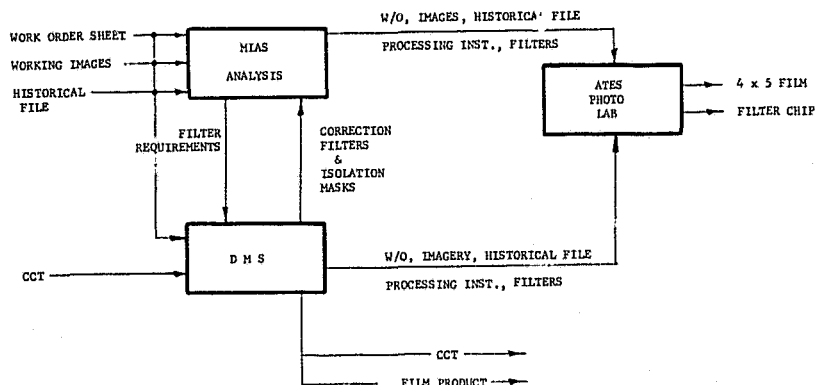 W/O, IMAGES, HISTORICA' FILE
WORK ORDER SHEET
MIAS
ANALYSIS
PROCESSING INST., FILTERS
WORKING IMAGES
HISTORICAL
FILE
ATES
PHOTO
LAB
4 x 5 FILM
FILTER CHIP
FILTER
REQUIREMENTS
CORRECTION
FILTERS
&
ISOLATION
MASKS
D M S
W/O, IMAGERY, HISTORICAL FILE
CCT
PROCESSING INST., FILTERS
CCT
FILM PRODUCT